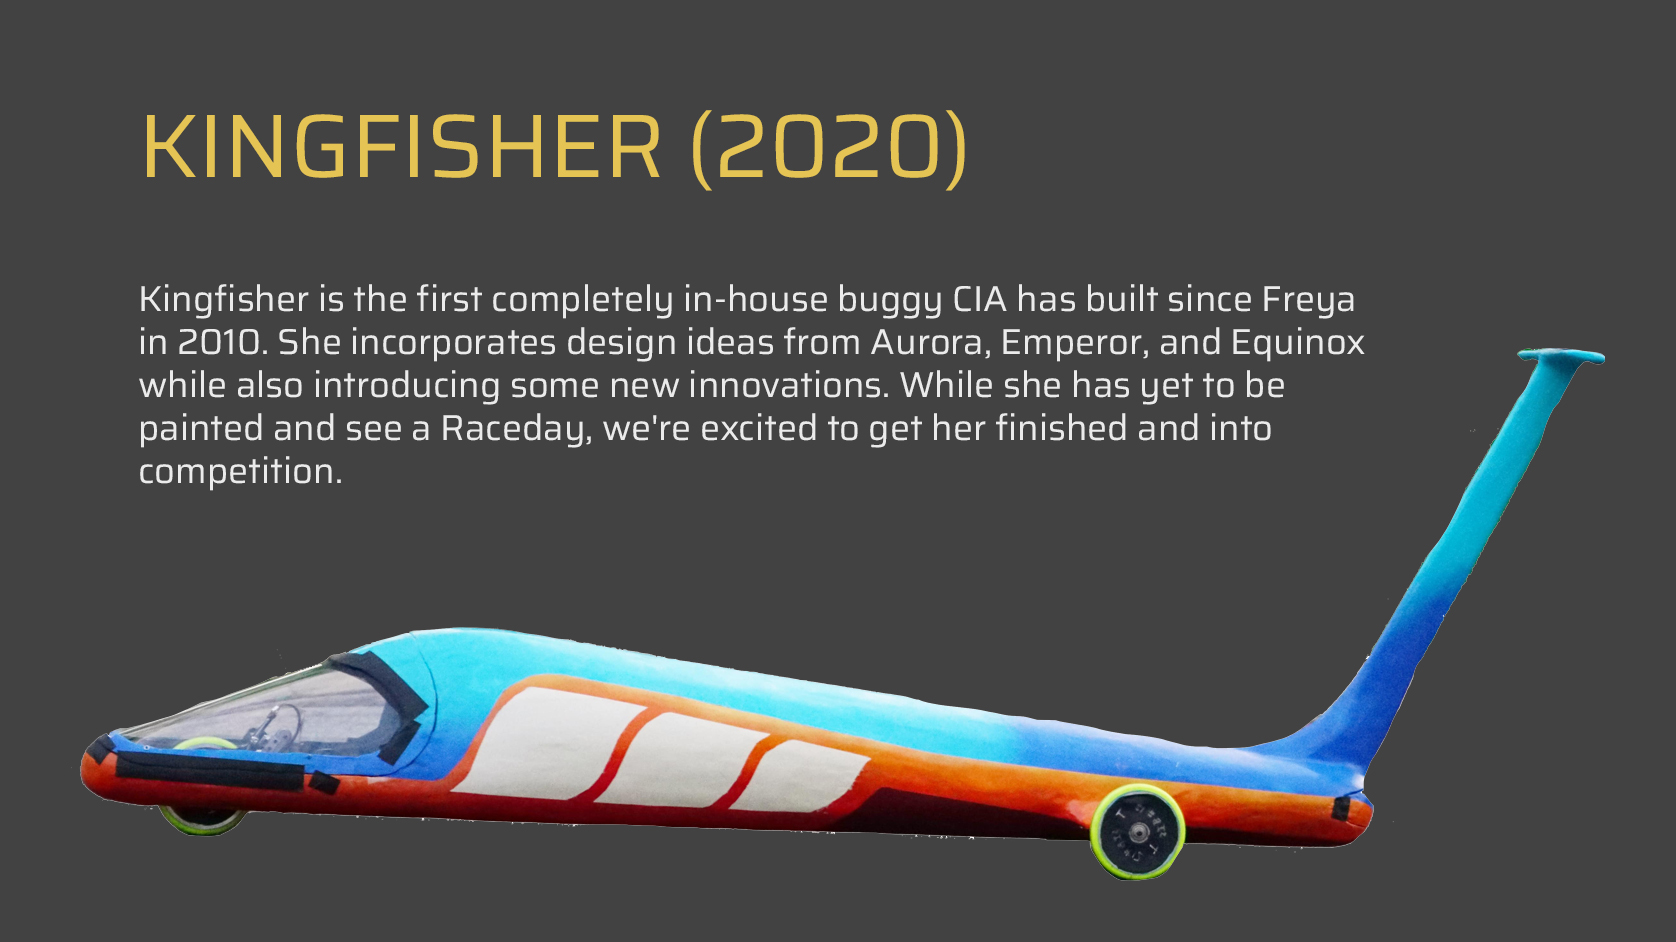 KINGFISHER (2020)
Kingfisher is the first completely in-house buggy CIA has built since Freya
in 2010. She incorporates design ideas from Aurora, Emperor, and Equinox
while also introducing some new innovations. While she has yet to be
painted and see a Raceday, we're excited to get her finished and into
competition.